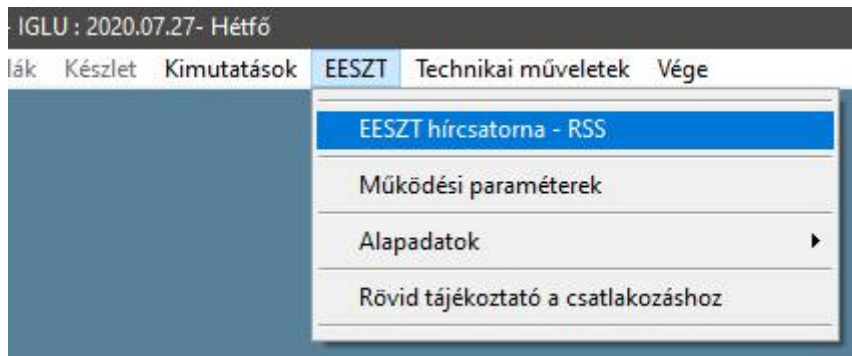 - IGLU : 2020.07.27- Hétfő
lák Készlet Kimutatások EESZT Technikai műveletek Vége
EESZT hírcsatorna - RSS
Működési paraméterek
Alapadatok
Rövid tájékoztató a csatlakozáshoz